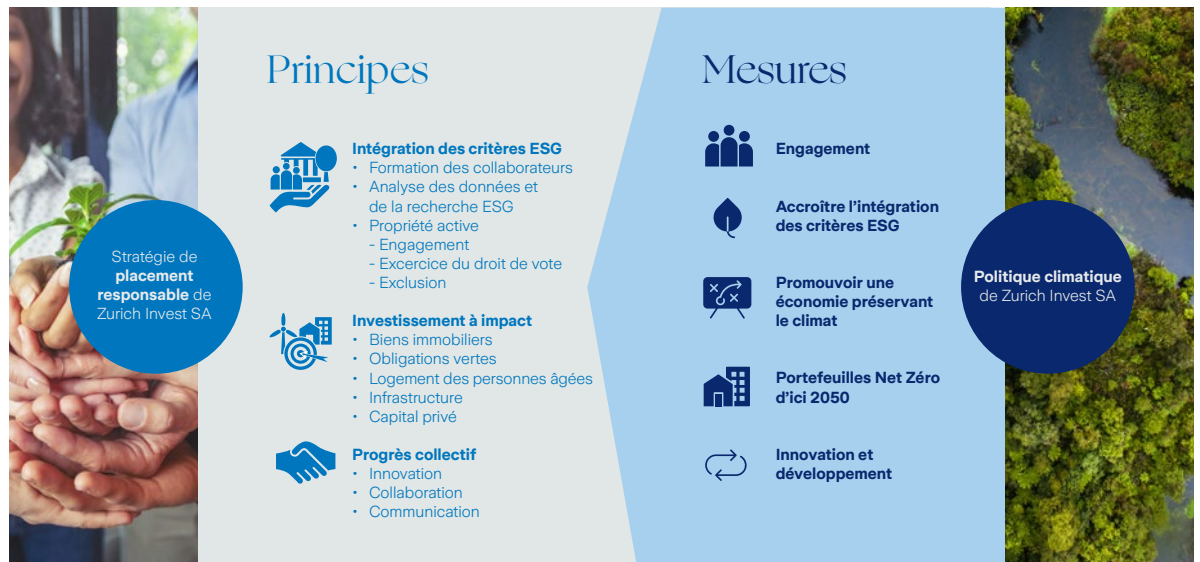 Stratégie de
placement
responsable de
Zurich Invest SA
Principes
Intégration des critères ESG
• Formation des collaborateurs
• Analyse des données et
de la recherche ESG
• Propriété active
- Engagement
- Excercice du droit de vote
- Exclusion
Investissement à impact
• Biens immobiliers
• Obligations vertes
• Logement des personnes âgées
• Infrastructure
• Capital privé
Progrès collectif
• Innovation
• Collaboration
• Communication
Mesures
Engagement
Accroître l’intégration
des critères ESG
Promouvoir une
économie préservant
le climat
Portefeuilles Net Zéro
d’ici 2050
Innovation et
développement
Politique climatique
de Zurich Invest SA